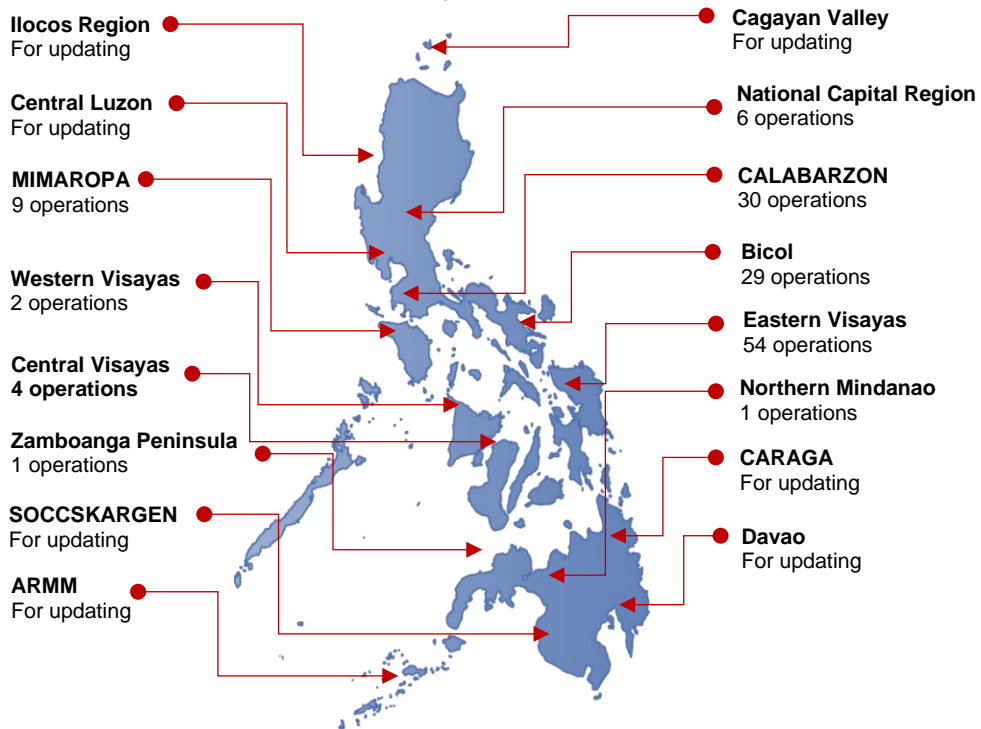 Ilocos Region
For updating
Central Luzon
For updating
MIMAROPA
9 operations
Western Visayas
2 operations
Central Visayas
4 operations
Zamboanga Peninsula
1 operations
SOCCSKARGEN
For updating
ARMM
For updating
Cagayan Valley
For updating
National Capital Region
6 operations
CALABARZON
30 operations
Bicol
29 operations
Eastern Visayas
54 operations
Northern Mindanao
1 operations
CARAGA
For updating
Davao
For updating